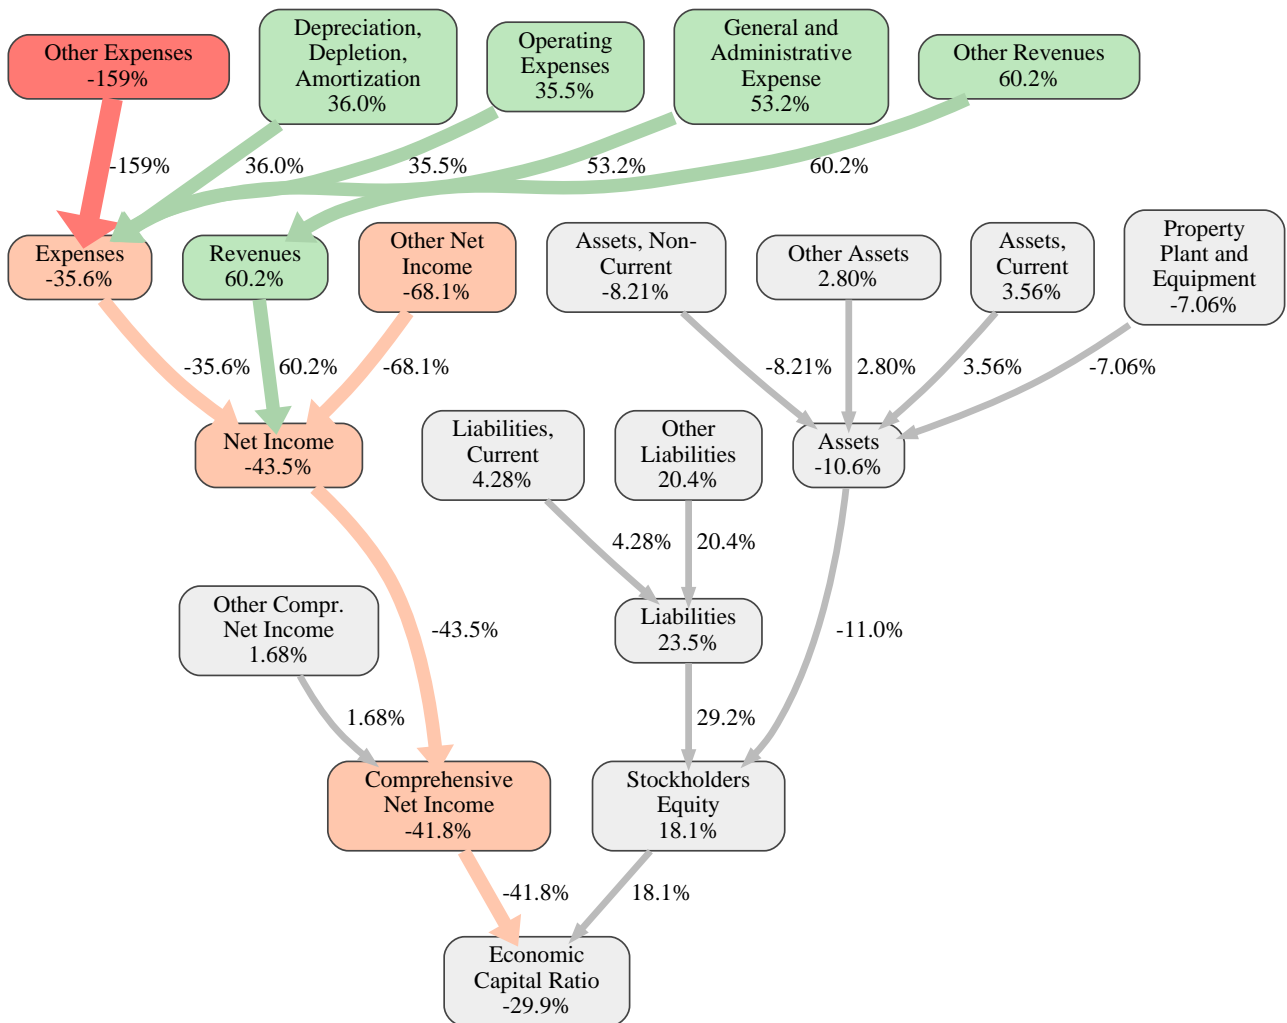 Other Expenses
-159%
Depreciation,
Depletion,
Amortization
36.0%
Operating
Expenses
35.5%
General and
Administrative
Expense
53.2%
Other Revenues
60.2%
-159%
36.0%
35.5%
53.2%
60.2%
Expenses
-35.6%
Revenues
60.2%
Other Net
Income
-68.1%
Assets, Non-
Current
-8.21%
Other Assets
2.80%
Assets,
Current
3.56%
Property
Plant and
Equipment
-7.06%
-35.6%
60.2%
-68.1%
-8.21%
2.80%
3.56%
-7.06%
Net Income
-43.5%
Liabilities,
Current
4.28%
Other
Liabilities
20.4%
Assets
-10.6%
4.28%
20.4%
Other Compr.
Net Income
1.68%
-43.5%
Liabilities
23.5%
-11.0%
1.68%
29.2%
Comprehensive
Net Income
-41.8%
Stockholders
Equity
18.1%
-41.8%
18.1%
Economic
Capital Ratio
-29.9%